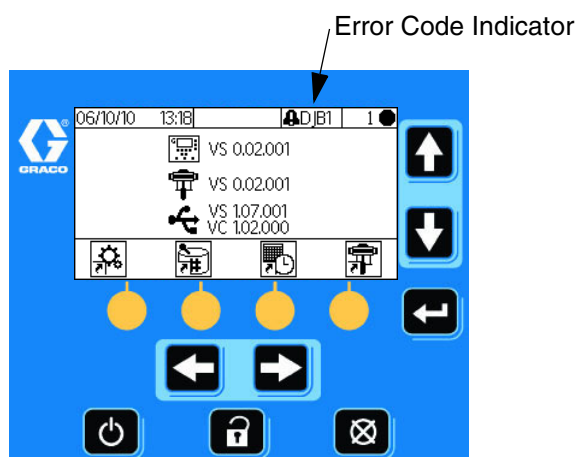 Error Code Indicator
06/10/10 13:18 DJB1 1
GRACO
VS 0.02.001
VS 0.02.001
VS 1.07.001
VC 1.02.000
#